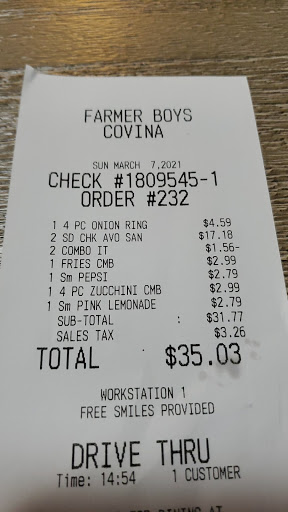 FARMER BOYS
COVINA
SUN MARCH 7,2021
CHECK #1809545-1
ORDER #232
1 4 PC ONION RING $4.59
2 SD CHK AVO SAN $17.18
2 COMBO IT $1.56-
1 FRIES CMB $2.99
1 Sm PEPSI $2.79
1 4 PC ZUCCHINI CMB $2.99
1 Sm PINK LEMONADE $2.79
SUB-TOTAL : $31.77
SALES TAX $3.26
TOTAL $35.03
WORKSTATION 1
FREE SMILES PROVIDED
DRIVE THRU
Time: 14:54 1 CUSTOMER
FOR DINING AT